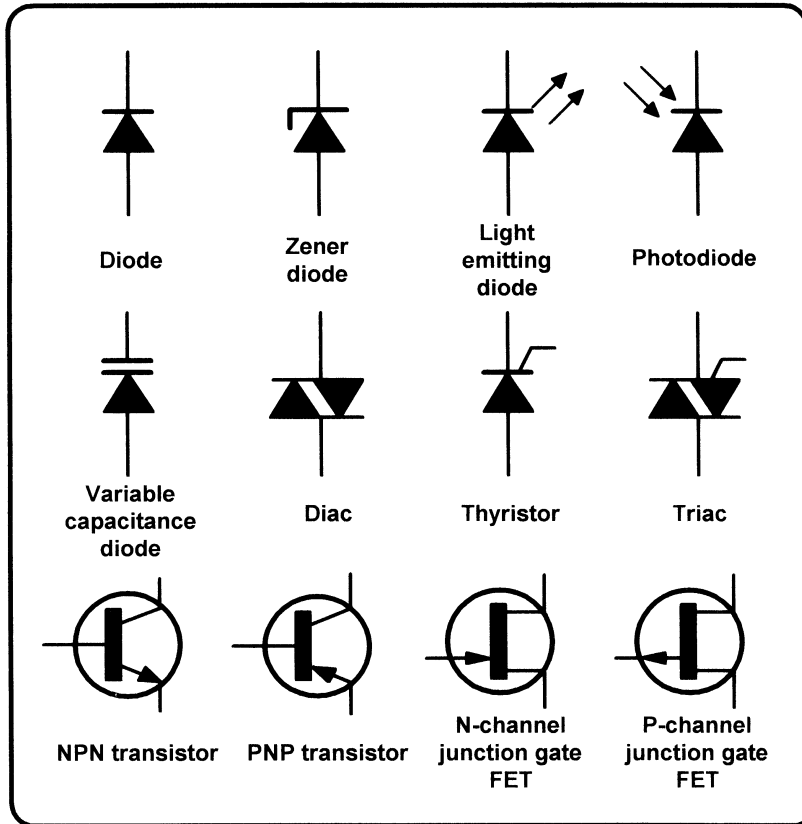 Diode
Zener
diode
Light
emitting
diode
Photodiode
Variable
capacitance
diode
Diac
Thyristor
Triac
NPN transistor
PNP transistor
N-channel
junction gate
FET
P-channel
junction gate
FET